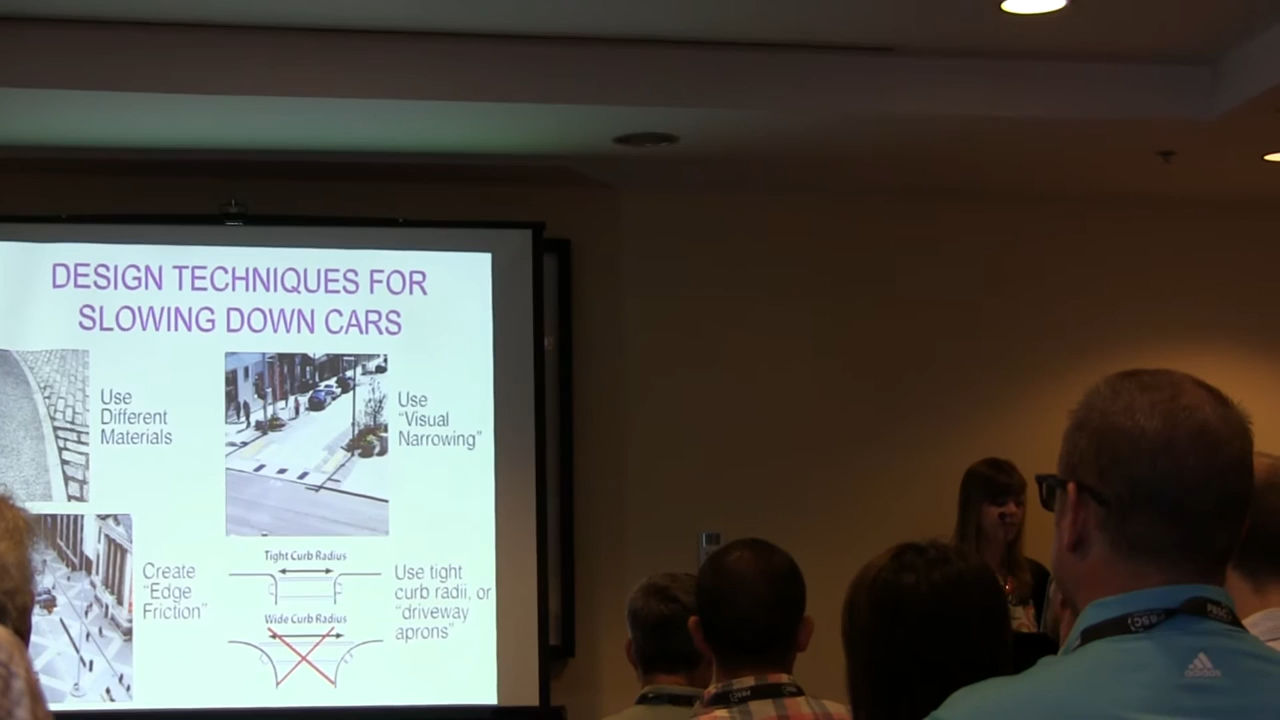 DESIGN TECHNIQUES FOR
SLOWING DOWN CARS
Use
Different
Materials
Use
“Visual
Narrowing”
Create
“Edge
Friction”
Tight Curb Radius
Wide Curb Radius
Use tight
curb radii, or
“driveway
aprons”
adidas